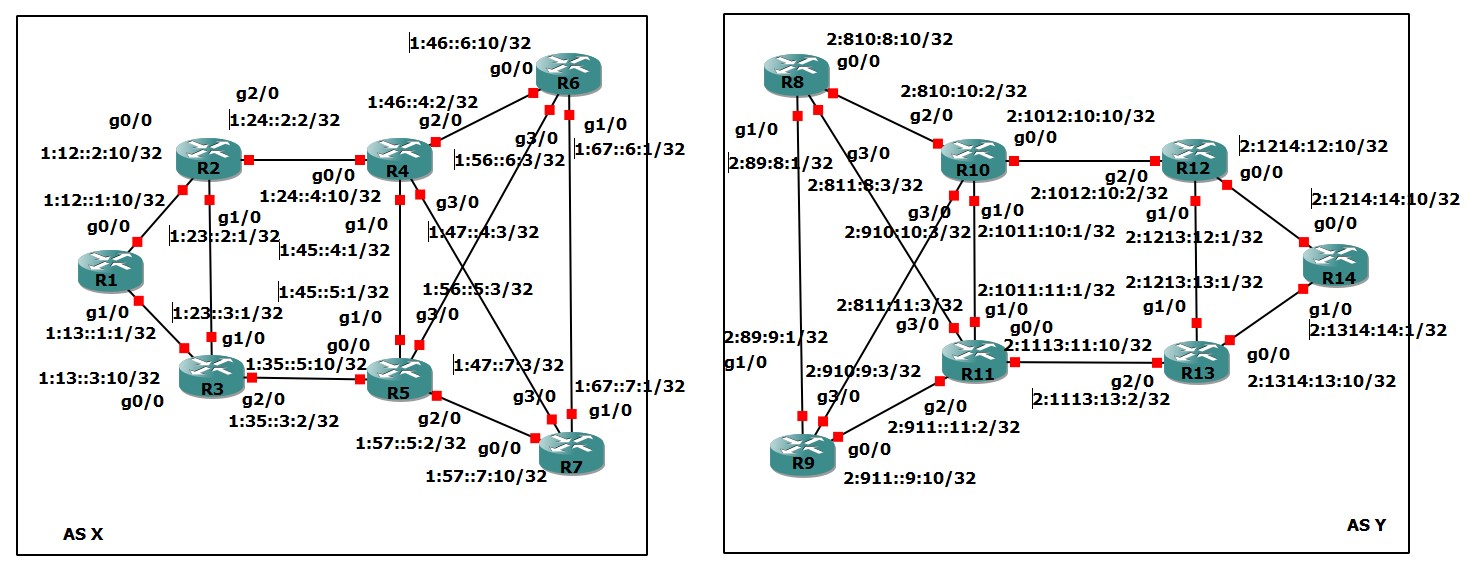 1:46::6:10/32
g0/0
R6
g2/0
1:46::4:2/32
g2/0
g0/0
1:24::2:2/32
g3/0
g1/0
1:12::2:10/32
R2
R4
1:56::6:3/32
1:67::6:1/32
g0/0
1:24::4:10/32
1:12::1:10/32
g3/0
g0/0
g1/0
g1/0
1:23::2:1/32
1:45::4:1/32
1:47::4:3/32
R1
1:45::5:1/32
1:56::5:3/32
g1/0
1:23::3:1/32
g1/0
g3/0
1:13::1:1/32
g1/0
g0/0
1:35::5:10/32
1:47::7:3/32
1:13::3:10/32
R3
R5
1:67::7:1/32
g0/0
g2/0
g3/0
g1/0
1:35::3:2/32
g2/0
1:57::5:2/32
g0/0
R7
1:57::7:10/32
AS X
2:810:8:10/32
g0/0
R8
2:810:10:2/32
g2/0
2:1012:10:10/32
g1/0
g0/0
2:1214:12:10/32
2:89:8:1/32
g3/0
R10
g2/0
R12
g0/0
2:811:8:3/32
2:1012:10:2/32
2:1214:14:10/32
g3/0
g1/0
g1/0
g0/0
2:910:10:3/32
2:1011:10:1/32
2:1213:12:1/32
R14
2:1011:11:1/32
2:1213:13:1/32
2:811:11:3/32
g1/0
g1/0
g1/0
g3/0
g0/0
2:1314:14:1/32
2:89:9:1/32
2:1113:11:10/32
g1/0
2:910:9:3/32
R11
R13
g0/0
g3/0
g2/0
2:1314:13:10/32
g2/0
2:1113:13:2/32
2:911::11:2/32
g0/0
R9
2:911::9:10/32
AS Y